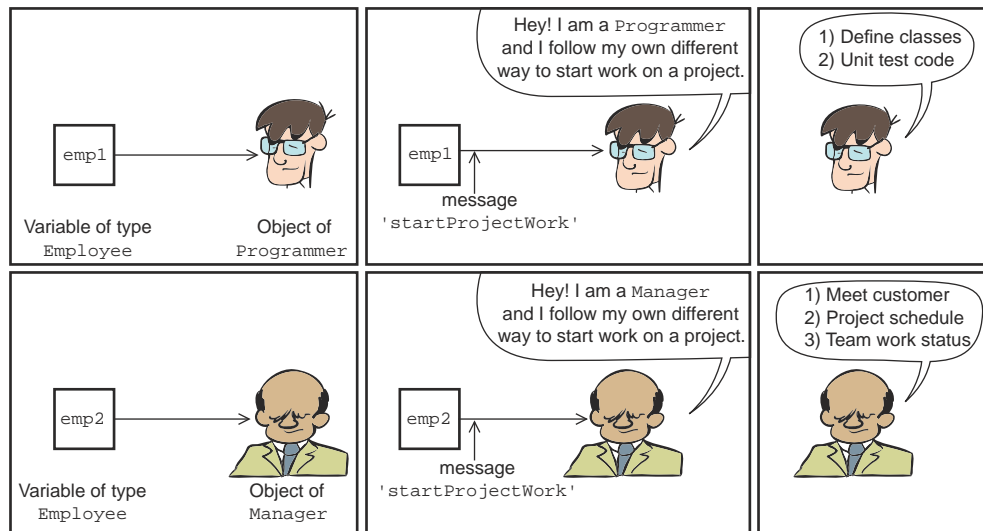 emp1
Variable of type
Employee
Object of
Programmer
Hey! I am a Programmer
and I follow my own different
way to start work on a project.
emp1
message
'startProjectWork'
1) Define classes
2) Unit test code
emp2
Variable of type
Employee
Object of
Manager
Hey! I am a Manager
and I follow my own different
way to start work on a project.
emp2
message
'startProjectWork'
1) Meet customer
2) Project schedule
3) Team work status